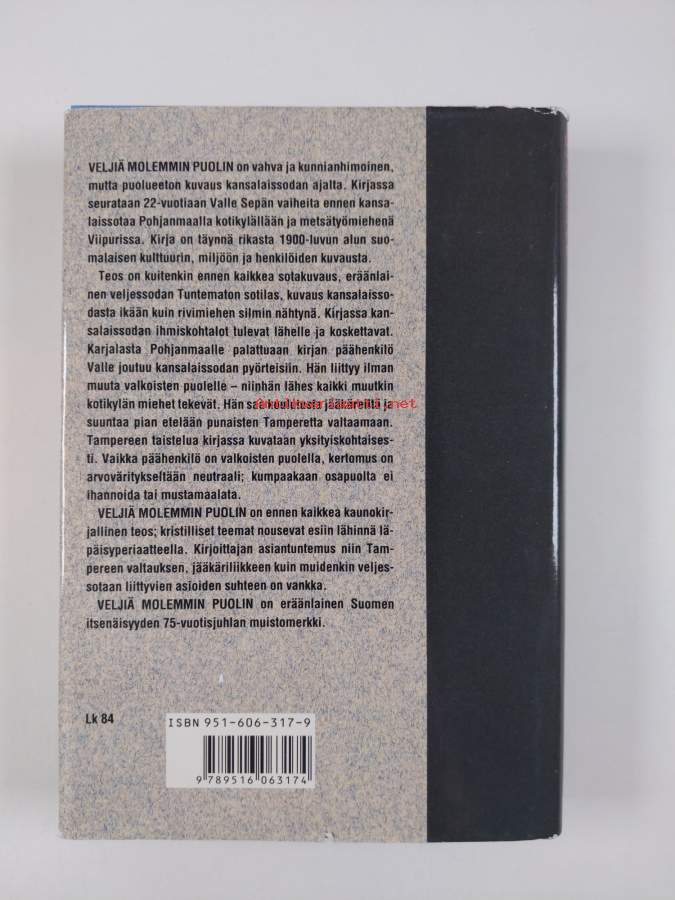 VELJIÄ MOLEMMIN PUOLIN on vahva ja kunnianhimoinen,
mutta puolueeton kuvaus kansalaissodan ajalta. Kirjassa
seurataan 22-vuotiaan Valle Sepän vaiheita ennen kansa-
laissotaa Pohjanmaalla kotikylällään ja metsätyömiehenä
Viipurissa. Kirja on täynnä rikasta 1900-luvun alun suo-
malaisen kulttuurin, miljöön ja henkilöiden kuvausta.
Teos on kuitenkin ennen kaikkea sotakuvaus, eräänlai-
nen veljessodan Tuntematon sotilas, kuvaus kansalaisso-
dasta ikään kuin rivimiehen silmin nähtynä. Kirjassa kan-
salaissodan ihmiskohtalot tulevat lähelle ja koskettavat.
Karjalasta Pohjanmaalle palattuaan kirjan päähenkilö
Valle joutuu kansalaissodan pyörteisiin. Hän liittyy ilman
muuta valkoisten puolelle – niinhän lähes kaikki muutkin
kotikylän miehet tekevät. Hän saa koulutusta jääkäreiltä ja
suuntaa pian etelään punaisten Tamperetta valtaamaan.
Tampereen taistelua kirjassa kuvataan yksityiskohtaises-
ti. Vaikka päähenkilö on valkoisten puolella, kertomus on
arvoväritykseltään neutraali; kumpaakaan osapuolta ei
ihannoida tai mustamaalata.
VELJIÄ MOLEMMIN PUOLIN on ennen kaikkea kaunokir-
jallinen teos; kristilliset teemat nousevat esiin lähinnä lä-
päisyperiaatteella. Kirjoittajan asiantuntemus niin Tam-
pereen valtauksen, jääkäriliikkeen kuin muidenkin veljes-
sotaan liittyvien asioiden suhteen on vankka.
VELJIÄ MOLEMMIN PUOLIN on eräänlainen Suomen
itsenäisyyden 75-vuotisjuhlan muistomerkki.
Lk 84
ISBN 951-606-317-9
9 789516 063174